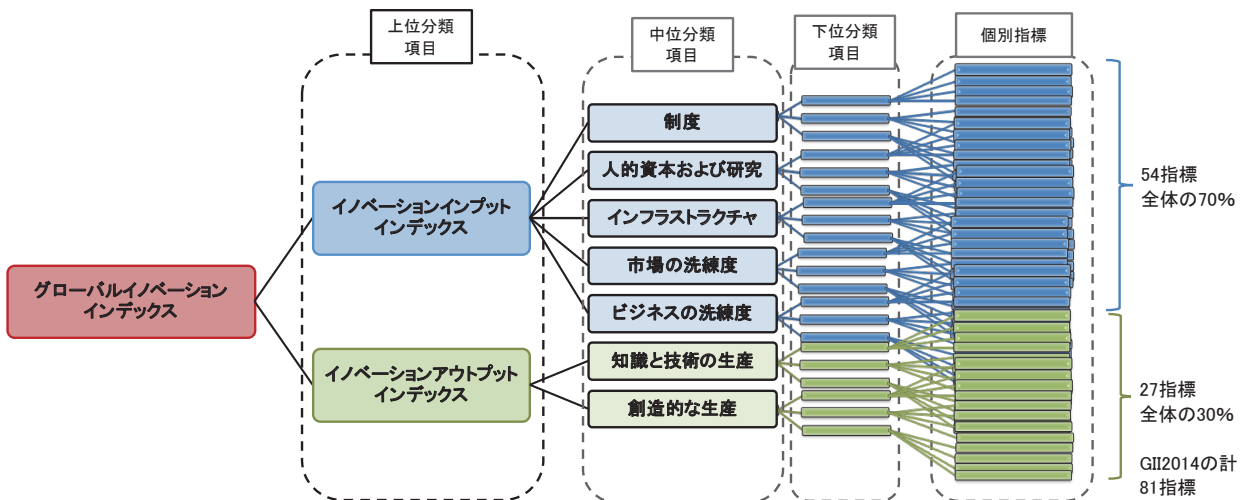 上位分類
項目
中位分類
項目
下位分類
項目
個別指標
グローバルイノベーション
インデックス
イノベーションインプット
インデックス
イノベーションアウトプット
インデックス
制度
人的資本および研究
インフラストラクチャ
市場の洗練度
ビジネスの洗練度
知識と技術の生産
創造的な生産
54指標
全体の70%
27指標
全体の30%
GII2014の計
81指標